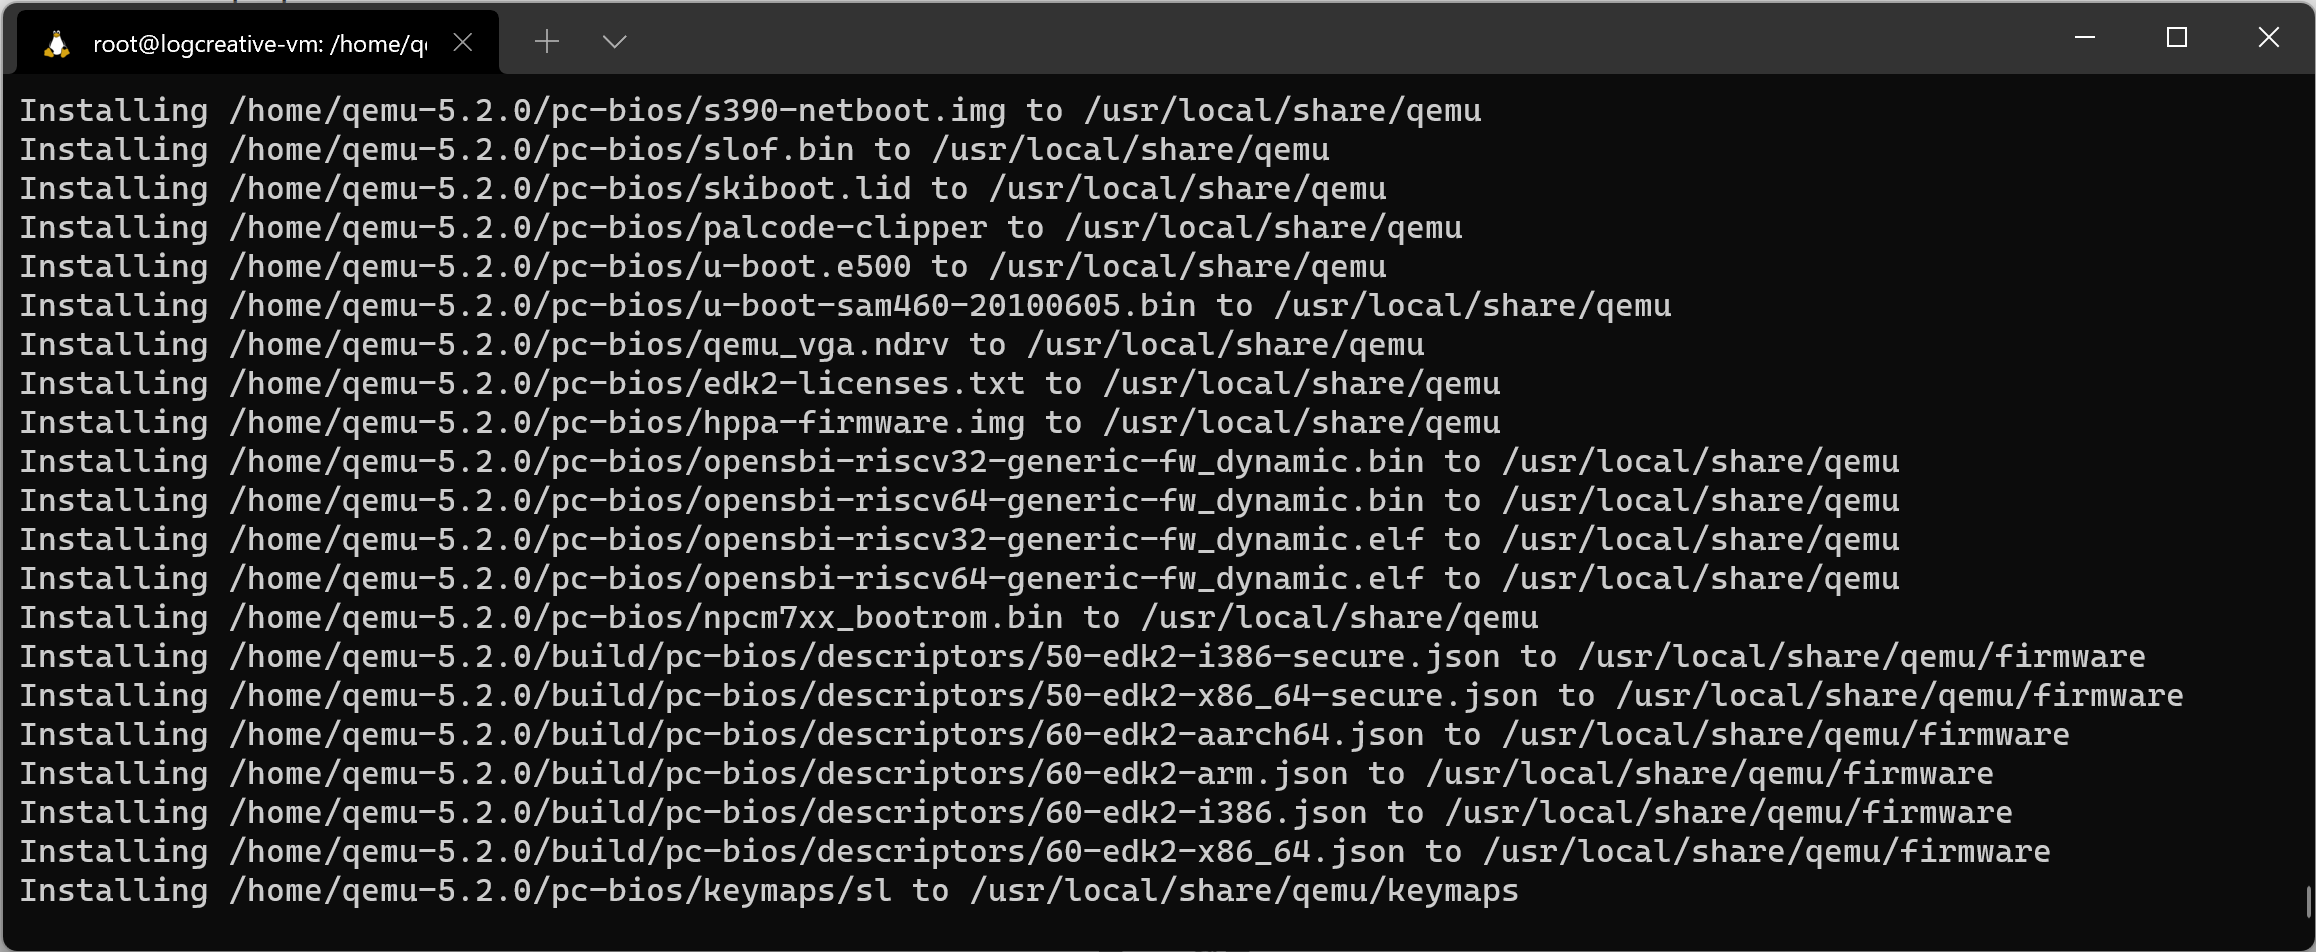 root@logcreative-vm: /home/q
Installing /home/qemu-5.2.0/pc-bios/s390-netboot.img to /usr/local/share/qemu
Installing /home/qemu-5.2.0/pc-bios/slof.bin to /usr/local/share/qemu
Installing /home/qemu-5.2.0/pc-bios/skiboot.lid to /usr/local/share/qemu
Installing /home/qemu-5.2.0/pc-bios/palcode-clipper to /usr/local/share/qemu
Installing /home/qemu-5.2.0/pc-bios/u-boot.e500 to /usr/local/share/qemu
Installing /home/qemu-5.2.0/pc-bios/u-boot-sam460-20100605.bin to /usr/local/share/qemu
Installing /home/qemu-5.2.0/pc-bios/qemu_vga.ndrv to /usr/local/share/qemu
Installing /home/qemu-5.2.0/pc-bios/edk2-licenses.txt to /usr/local/share/qemu
Installing /home/qemu-5.2.0/pc-bios/hppa-firmware.img to /usr/local/share/qemu
Installing /home/qemu-5.2.0/pc-bios/opensbi-riscv32-generic-fw_dynamic.bin to /usr/local/share/qemu
Installing /home/qemu-5.2.0/pc-bios/opensbi-riscv64-generic-fw_dynamic.bin to /usr/local/share/qemu
Installing /home/qemu-5.2.0/pc-bios/opensbi-riscv32-generic-fw_dynamic.elf to /usr/local/share/qemu
Installing /home/qemu-5.2.0/pc-bios/opensbi-riscv64-generic-fw_dynamic.elf to /usr/local/share/qemu
Installing /home/qemu-5.2.0/pc-bios/npcm7xx_bootrom.bin to /usr/local/share/qemu
Installing /home/qemu-5.2.0/build/pc-bios/descriptors/50-edk2-i386-secure.json to /usr/local/share/qemu/firmware
Installing /home/qemu-5.2.0/build/pc-bios/descriptors/50-edk2-x86_64-secure.json to /usr/local/share/qemu/firmware
Installing /home/qemu-5.2.0/build/pc-bios/descriptors/60-edk2-aarch64.json to /usr/local/share/qemu/firmware
Installing /home/qemu-5.2.0/build/pc-bios/descriptors/60-edk2-arm.json to /usr/local/share/qemu/firmware
Installing /home/qemu-5.2.0/build/pc-bios/descriptors/60-edk2-i386.json to /usr/local/share/qemu/firmware
Installing /home/qemu-5.2.0/build/pc-bios/descriptors/60-edk2-x86_64.json to /usr/local/share/qemu/firmware
Installing /home/qemu-5.2.0/pc-bios/keymaps/sl to /usr/local/share/qemu/keymaps